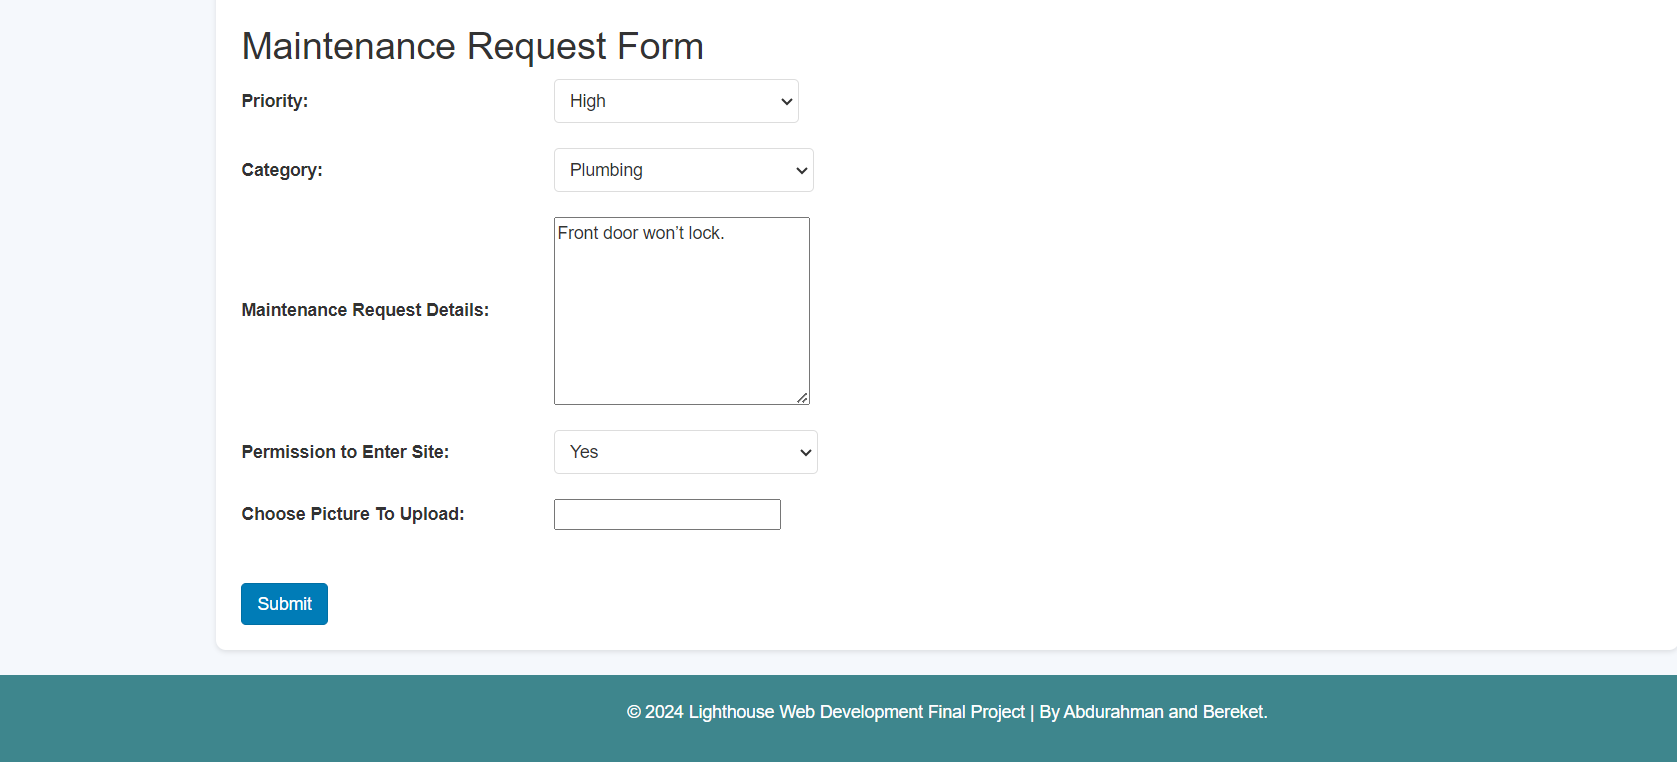 Maintenance Request Form
Priority: High
Category: Plumbing
Front door won’t lock.
Maintenance Request Details:
Permission to Enter Site: Yes
Choose Picture To Upload:
Submit
© 2024 Lighthouse Web Development Final Project | By Abdurahman and Bereket.